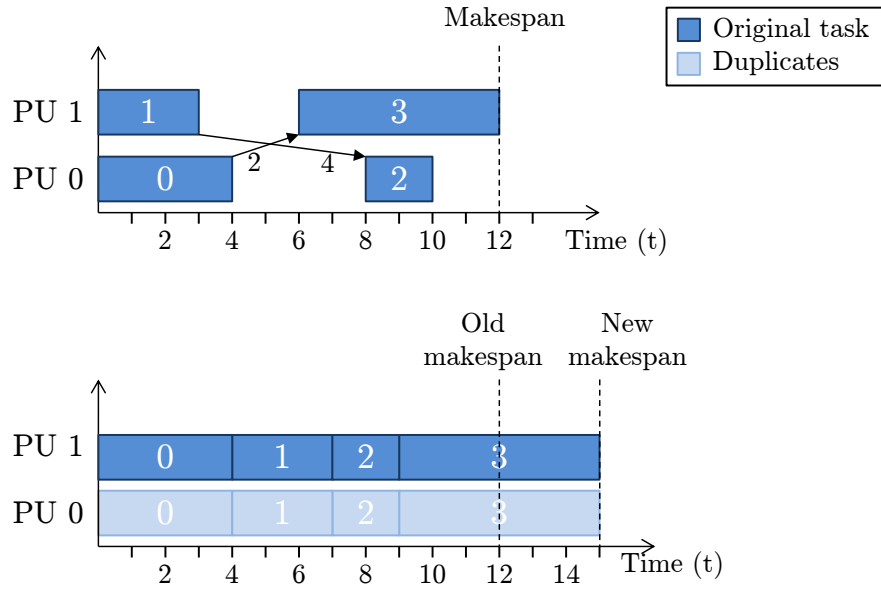 Makespan
Original task
Duplicates
PU 1
1
3
2
4
PU 0
0
2
2 4 6 8 10 12
Time (t)
Old
makespan
New
makespan
PU 1
0 1 2 3
PU 0
0 1 2 3
2 4 6 8 10 12 14
Time (t)